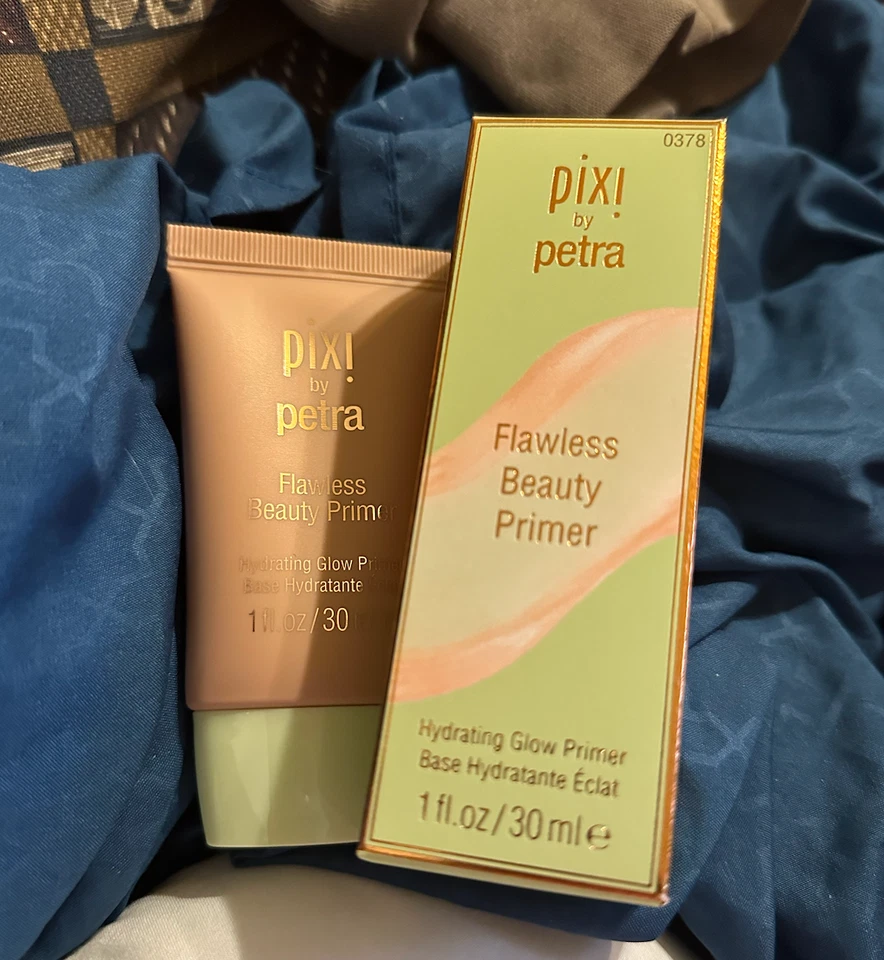 pixi
by
petra
Flawless
Beauty Primer
Hydrating Glow
Base Hydratante
1 fl.oz/30
0378
pixi
by
petra
Flawless
Beauty
Primer
Hydrating Glow Primer
Base Hydratante Éclat
1 fl.oz/30 ml e